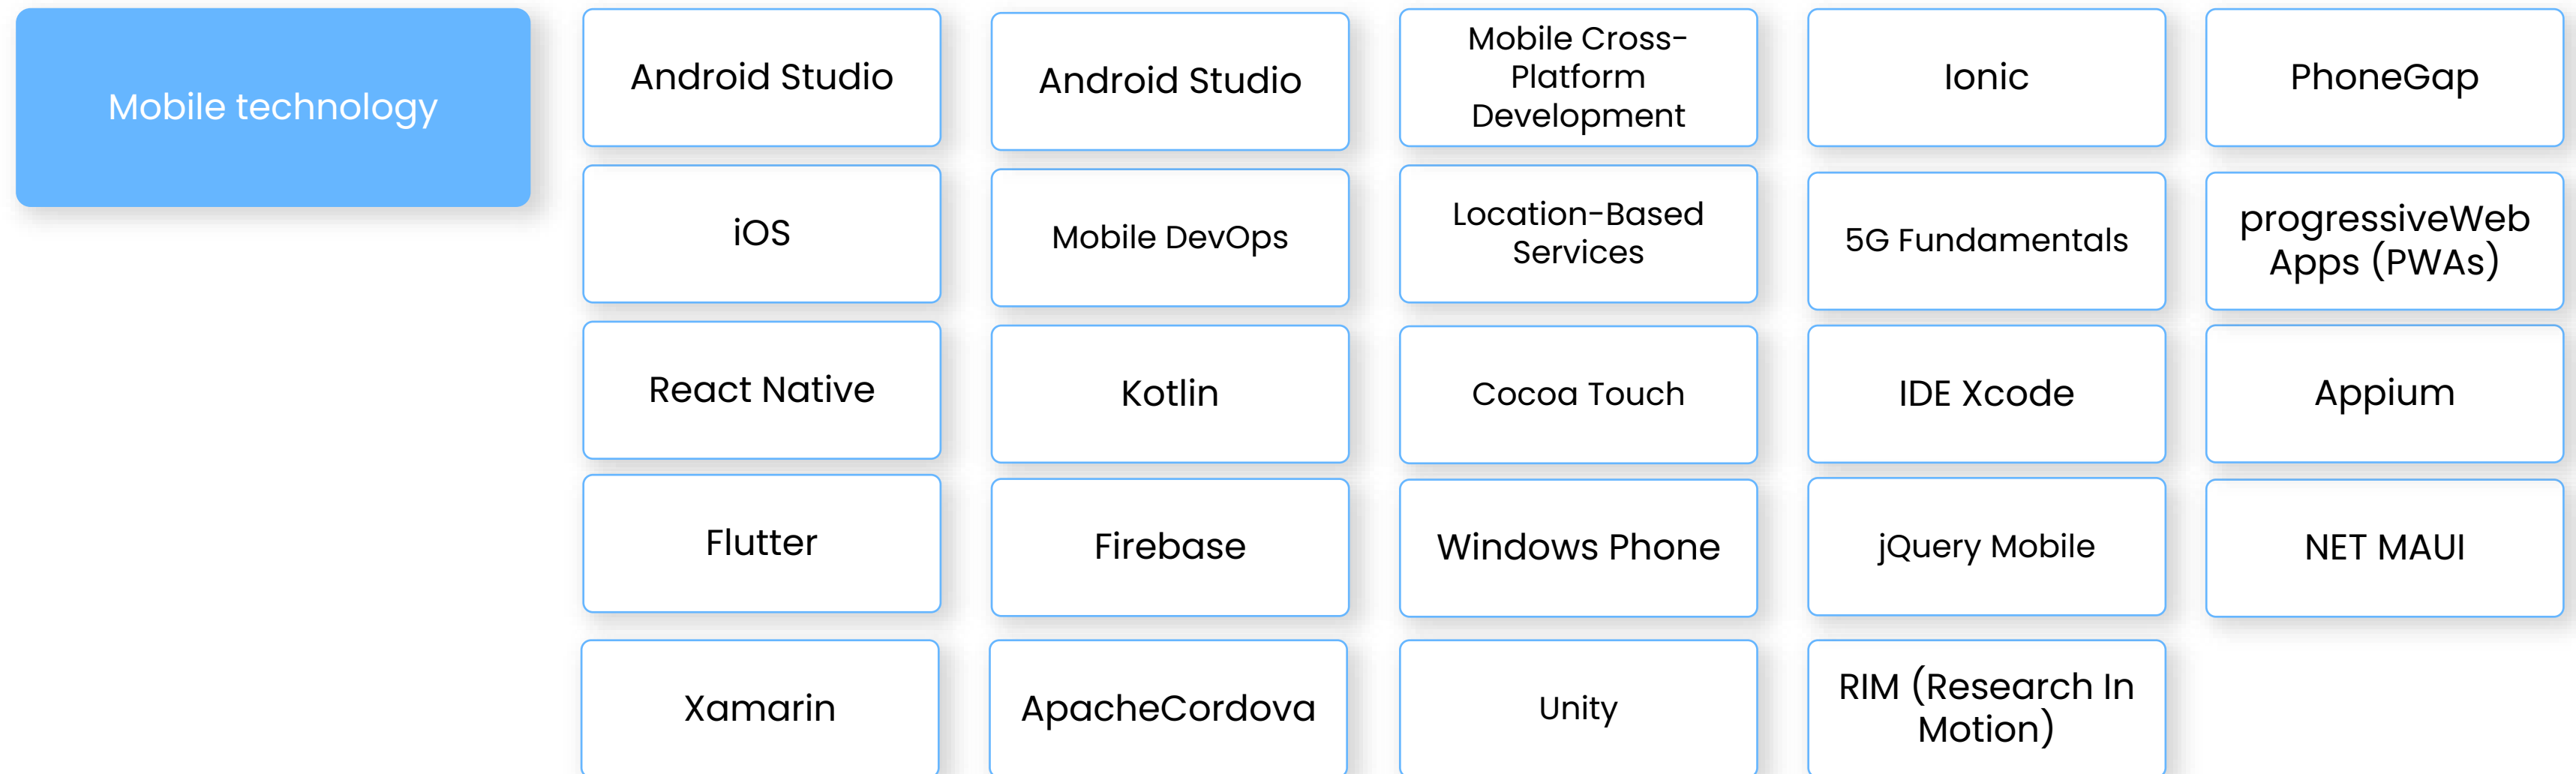 Mobile technology
Android Studio
Android Studio
Mobile Cross-
Platform
Development
Ionic
PhoneGap
iOS
Mobile DevOps
Location-Based
Services
5G Fundamentals
progressiveWeb
Apps (PWAs)
React Native
Kotlin
Cocoa Touch
IDE Xcode
Appium
Flutter
Firebase
Windows Phone
jQuery Mobile
NET MAUI
Xamarin
ApacheCordova
Unity
RIM (Research In
Motion)